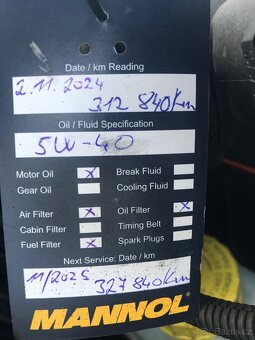 Date / km Reading
2.11.2024
312 840 Km
Oil / Fluid Specification
5W-40
Motor Oil x Break Fluid
Gear Oil Cooling Fluid
Air Filter x Oil Filter x
Cabin Filter Timing Belt
Fuel Filter x Spark Plugs
Next Service: Date / km
11/2025
327 840 Km
MANNOL